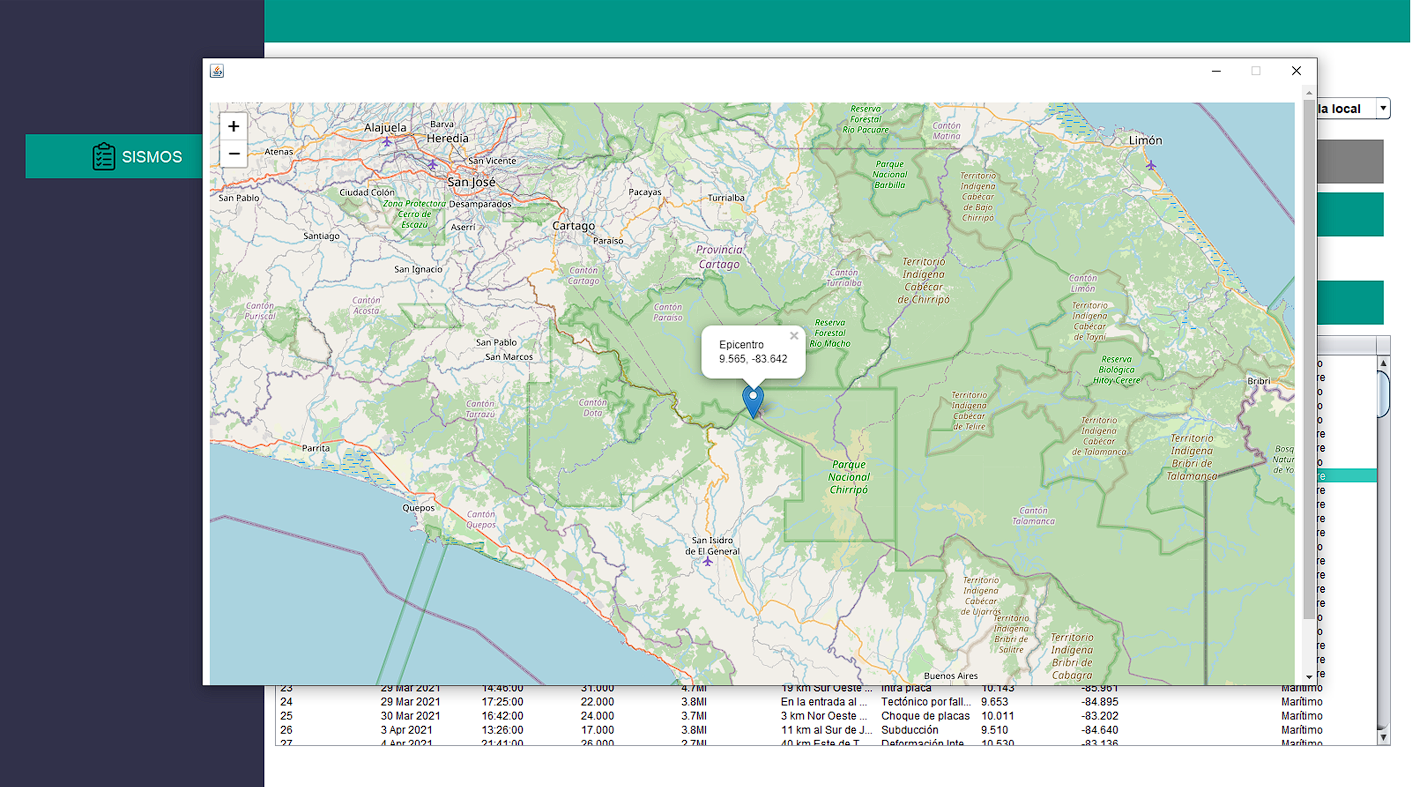 la local
SISMOS
+
−
Reserva
Forestal
Río Pacuare
Cantón
Matina
Limón
Alajuela
Barva
Heredia
Atenas
San Vicente
Parque
Nacional
Barbilla
San José
Ciudad Colón
Pacayas
Turrialba
San Pablo
Zona Protectora
Cerro de
Escazú
Desamparados
Aserrí
Territorio
Indígena
Cabécar
de Bajo
Chirripó
Santiago
Cartago
Paraíso
Provincia
Cartago
San Ignacio
Cantón
Cartago
Cantón
Turrialba
Territorio
Indígena
Cabécar
de Chirripó
Cantón
Limón
Cantón
Puriscal
Cantón
Acosta
Cantón
Paraíso
Territorio
Indígena
Cabécar
de Tayni
Reserva
Forestal
Río Macho
Epicentro
9.565, -83.642
×
San Pablo
San Marcos
Reserva
Biológica
Hitoy Cerere
Bribri
Cantón
Tarrazú
Cantón
Dota
Territorio
Indígena
Cabécar
de Telire
Territorio
Indígena
Cabécar
de Talamanca
Territorio
Indígena
Bribri de
Talamanca
Parrita
Parque
Nacional
Chirripó
Quepos
Cantón
Quepos
Cantón
Talamanca
San Isidro
de El General
Territorio
Indígena
Cabécar
de Ujarrás
Territorio
Indígena
Bribri de
Salitre
Territorio
Indígena
Bribri de
Cabagra
Buenos Aires
23 29 Mar 2021 14:46:00 31.000 4.7MI 19 km Sur Oeste ... Intra placa 10.143 -85.961 Marítimo
24 29 Mar 2021 17:25:00 22.000 3.8MI En la entrada al ... Tectónico por fall... 9.653 -84.895 Marítimo
25 30 Mar 2021 16:42:00 24.000 3.7MI 3 km Nor Oeste ... Choque de placas 10.011 -83.202 Marítimo
26 3 Apr 2021 13:26:00 17.000 3.8MI 11 km al Sur de J... Subducción 9.510 -84.640 Marítimo
27 4 Apr 2021 21:41:00 26.000 2.7MI 40 km Este de T... Deformación Inte... 10.530 -83.136 Marítimo